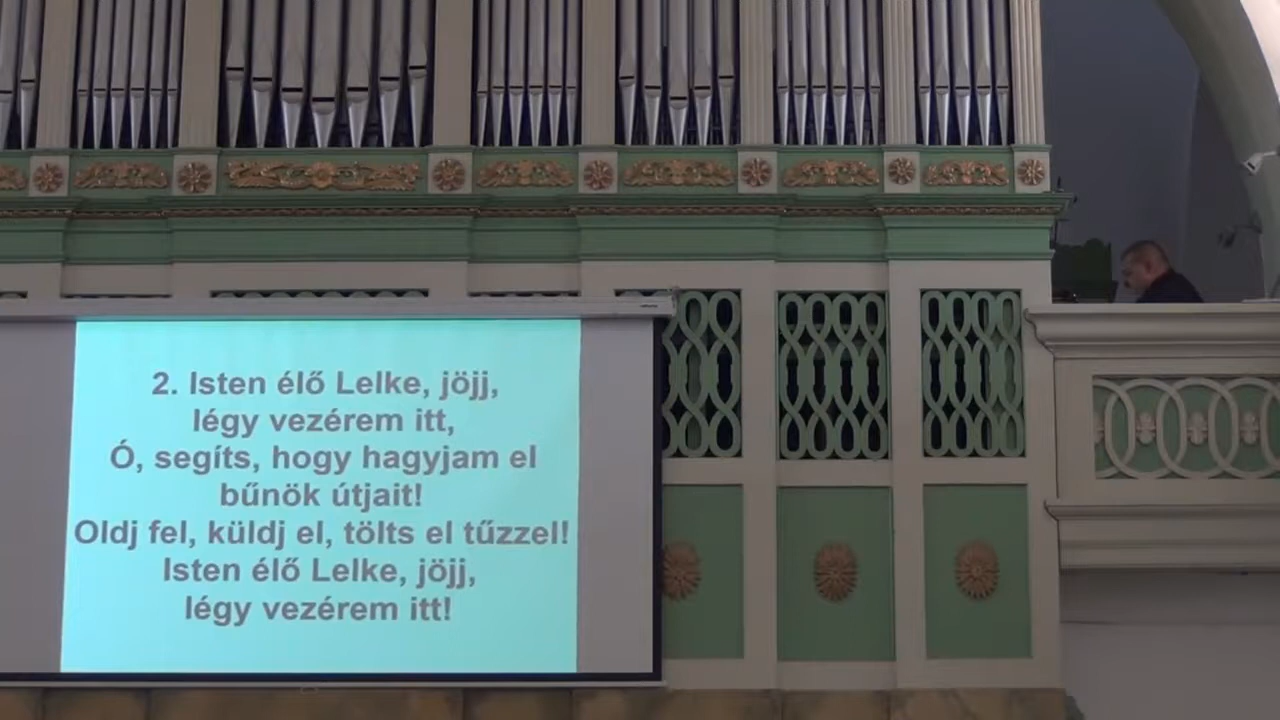 2. Isten élő Lelke, jöjj,
légy vezérem itt,
Ó, segíts, hogy hagyjam el
bűnök útjait!
Oldj fel, küldj el, tölts el tűzzel!
Isten élő Lelke, jöjj,
légy vezérem itt!